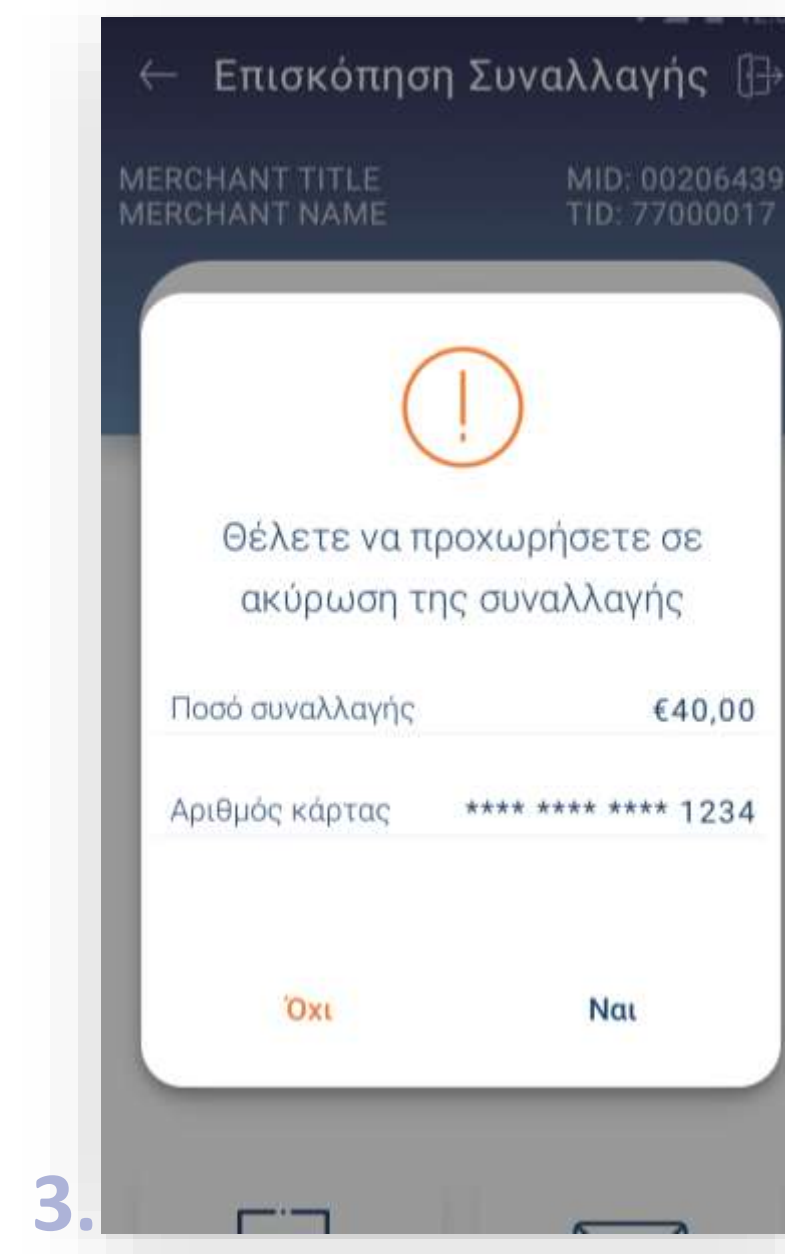 Επισκόπηση Συναλλαγής
MERCHANT TITLE MID: 00206439
MERCHANT NAME TID: 77000017
Θέλετε να προχωρήσετε σε
ακύρωση της συναλλαγής
Ποσό συναλλαγής €40,00
Αριθμός κάρτας **** **** **** 1234
Όχι Ναι
3.